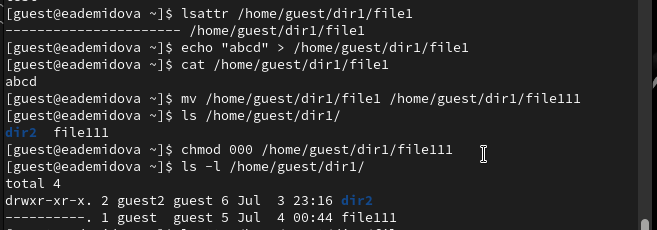 [guest@eademidova ~]$ lsattr /home/guest/dir1/file1
---------------------- /home/guest/dir1/file1
[guest@eademidova ~]$ echo "abcd" > /home/guest/dir1/file1
[guest@eademidova ~]$ cat /home/guest/dir1/file1
abcd
[guest@eademidova ~]$ mv /home/guest/dir1/file1 /home/guest/dir1/file111
[guest@eademidova ~]$ ls /home/guest/dir1/
dir2  file111
[guest@eademidova ~]$ chmod 000 /home/guest/dir1/file111
[guest@eademidova ~]$ ls -l /home/guest/dir1/
total 4
drwxr-xr-x. 2 guest2 guest 6 Jul  3 23:16 dir2
----------. 1 guest  guest 5 Jul  4 00:44 file111